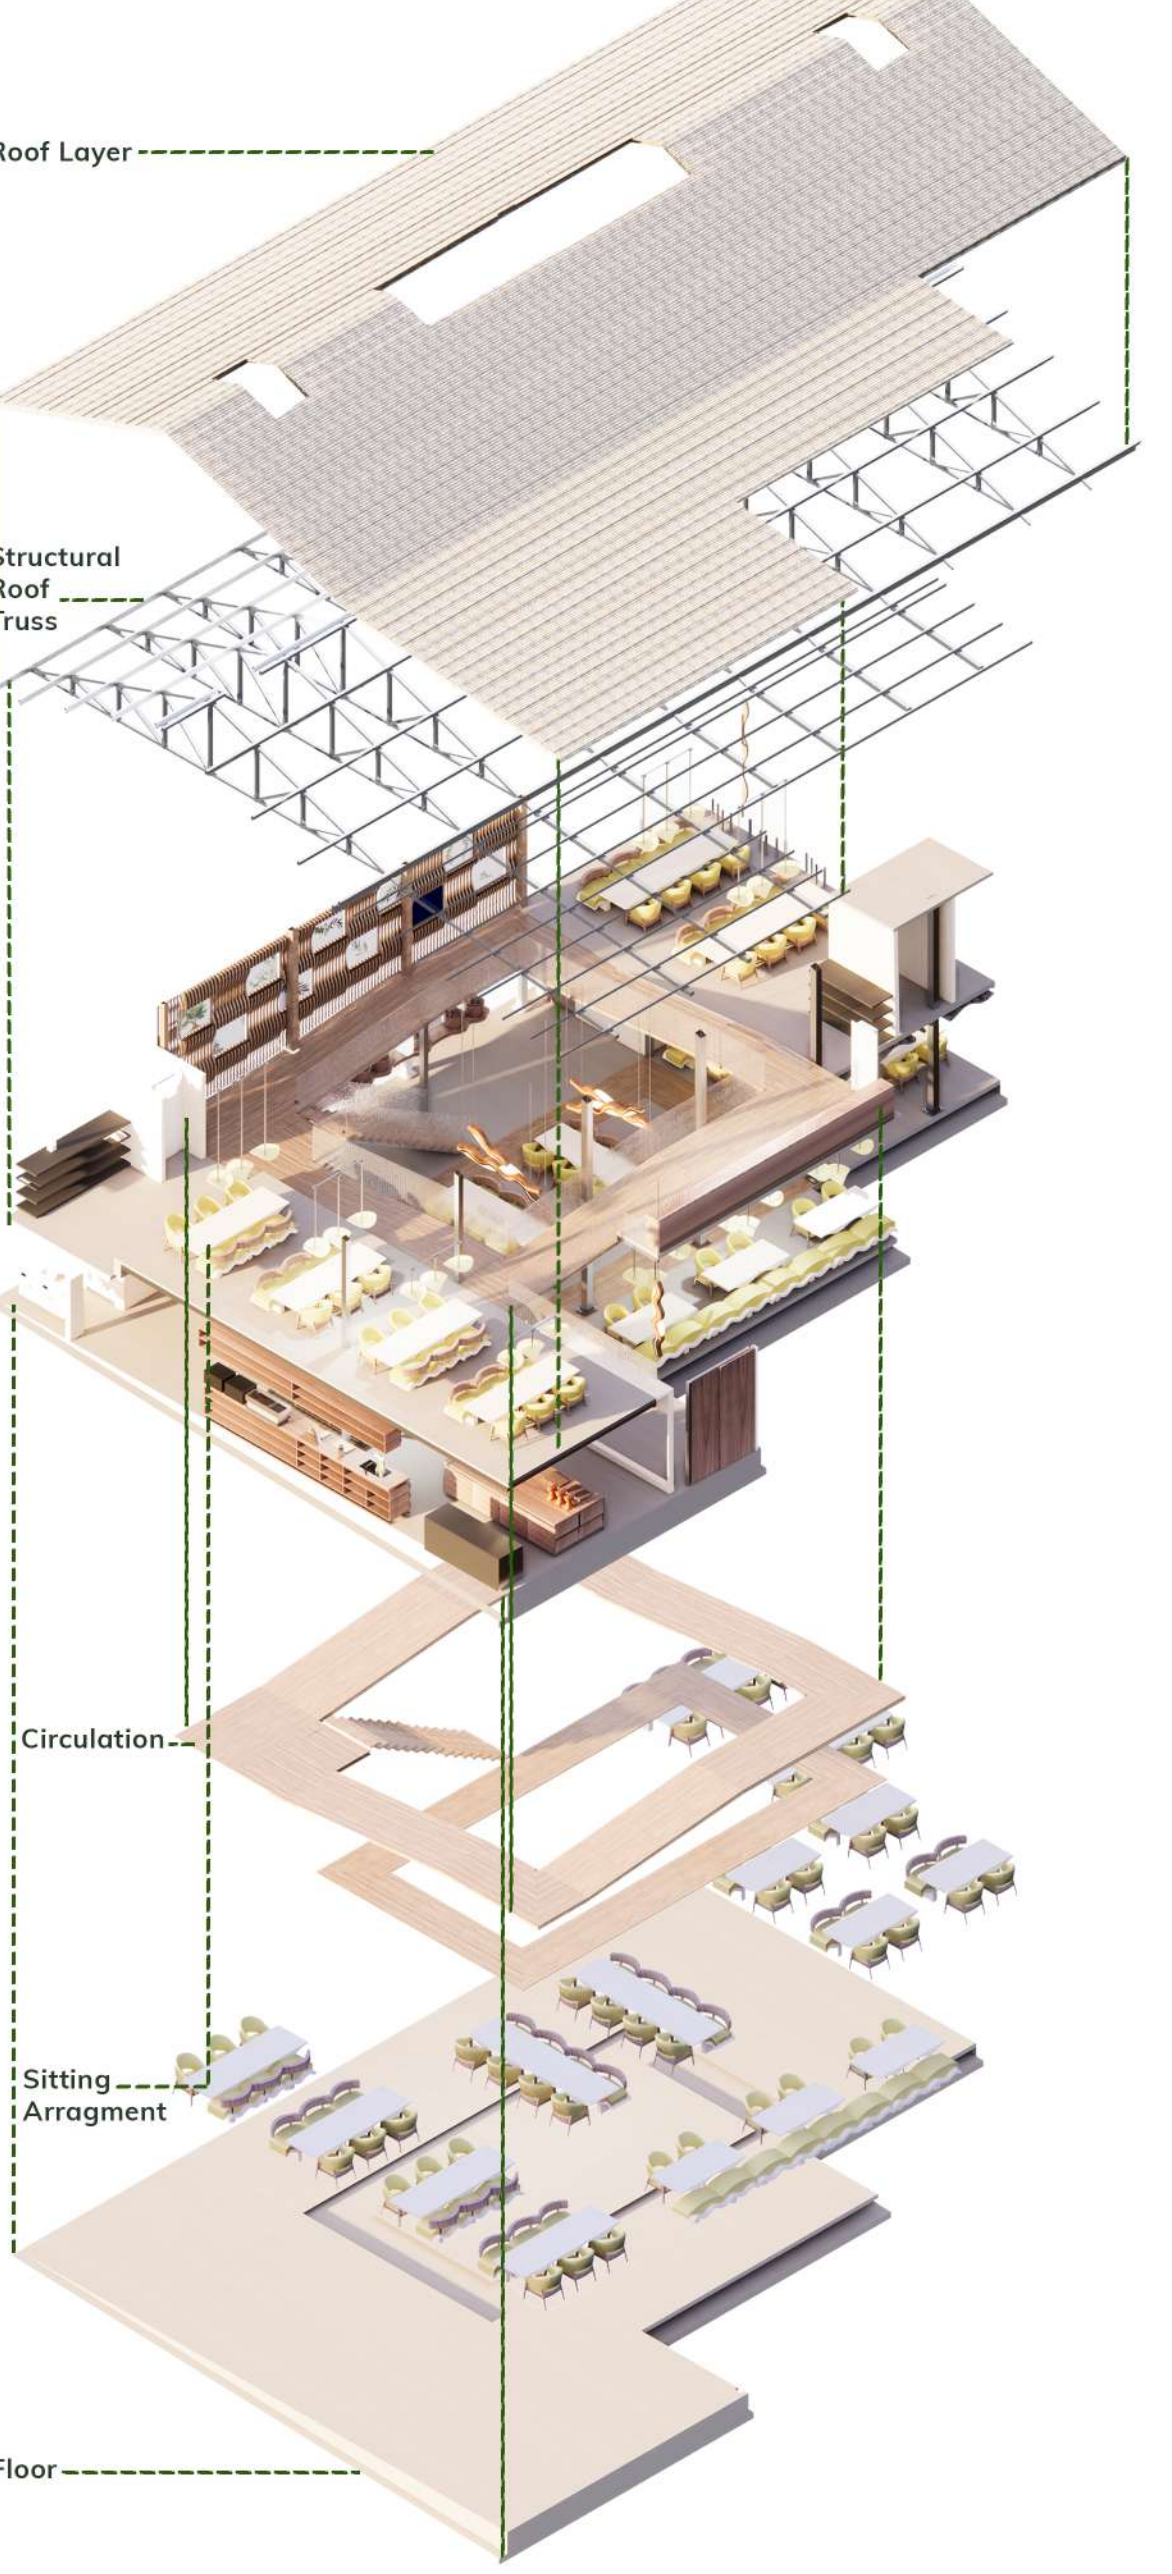 Roof Layer
Structural
Roof
Truss
Circulation
Sitting
Arragment
Floor